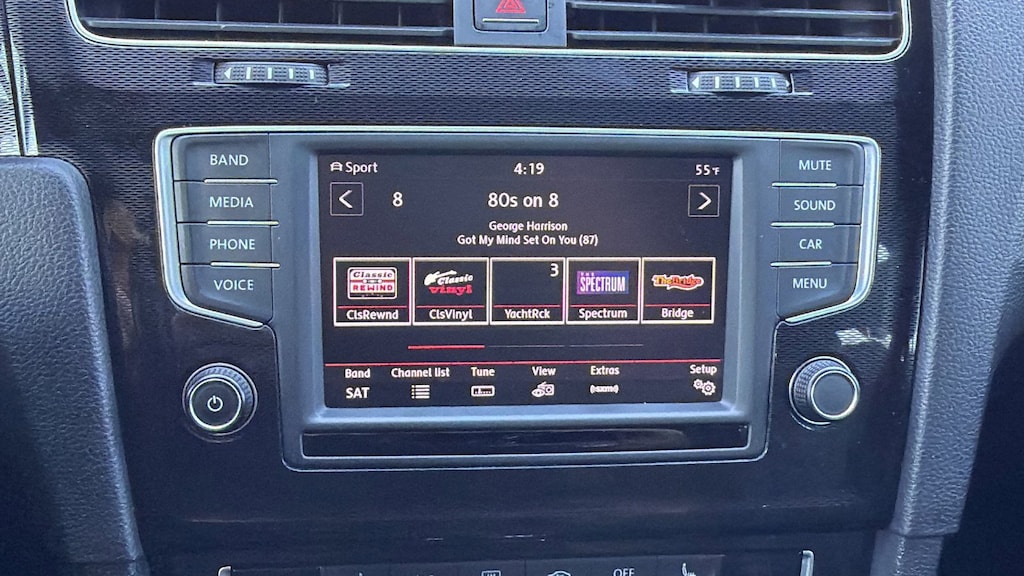 BAND
MEDIA
PHONE
VOICE
Sport 4:19 55°F
8 80s on 8
George Harrison
Got My Mind Set On You (87)
Classic REWIND
Classic Vinyl
3
THE SPECTRUM
The Bridge
ClsRewnd ClsVinyl YachtRck Spectrum Bridge
Band Channel list Tune View Extras Setup
SAT
(sxm)
MUTE
SOUND
CAR
MENU
OFF